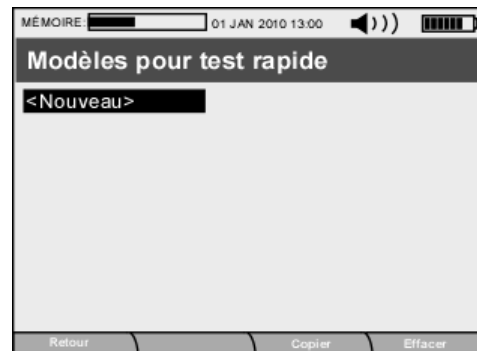 MÉMOIRE: 01 JAN 2010 13:00
Modèles pour test rapide
<Nouveau>
Retour Copier Effacer